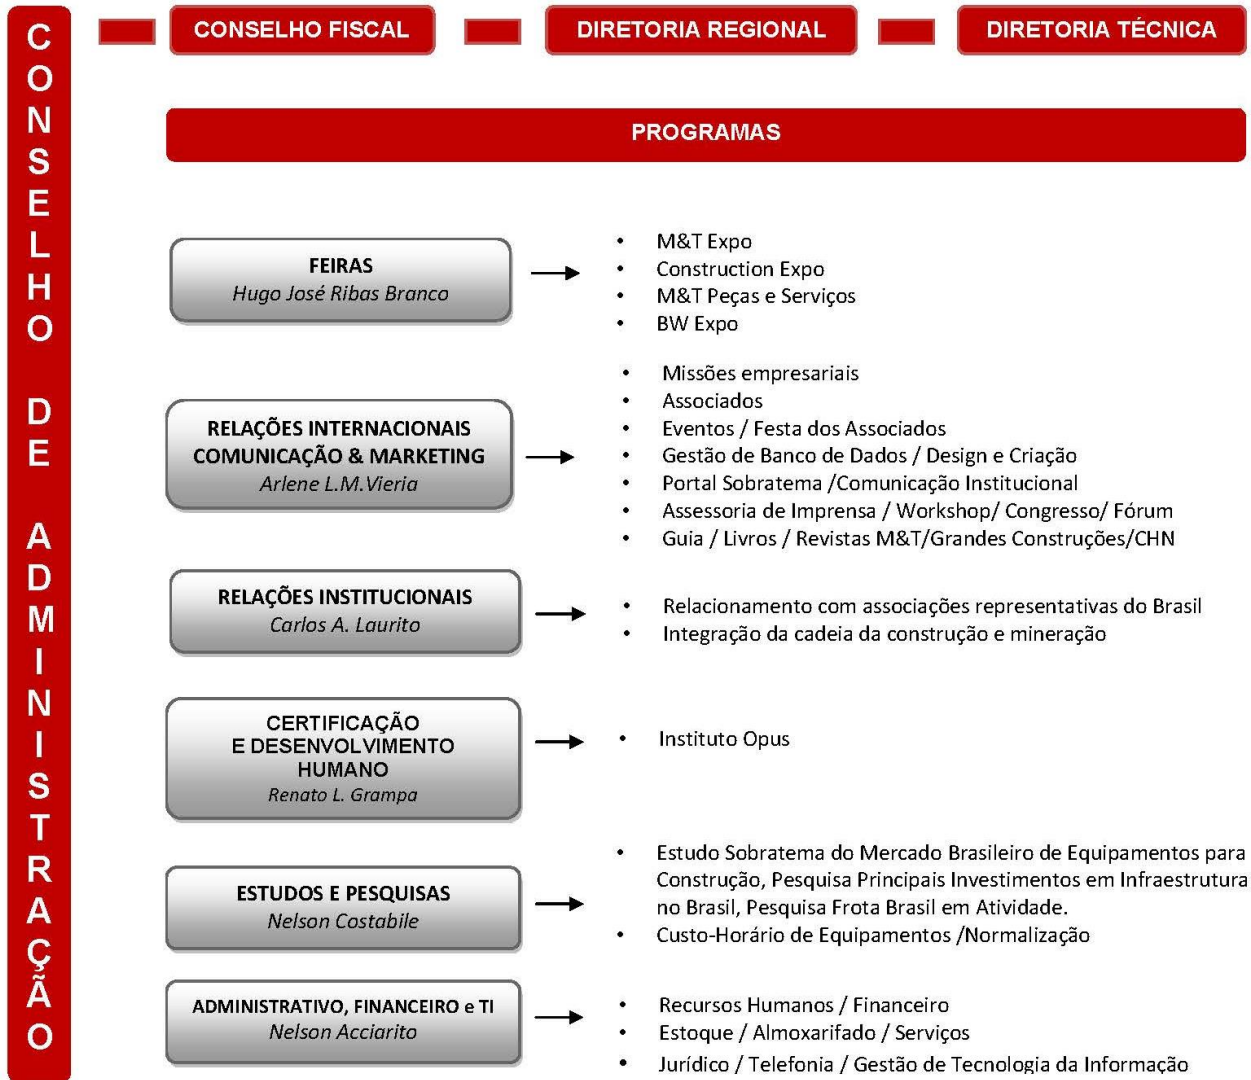 CONSELHO DE ADMINISTRAÇÃO
CONSELHO FISCAL
DIRETORIA REGIONAL
DIRETORIA TÉCNICA
PROGRAMAS
FEIRAS
Hugo José Ribas Branco
• M&T Expo
• Construction Expo
• M&T Peças e Serviços
• BW Expo
RELAÇÕES INTERNACIONAIS
COMUNICAÇÃO & MARKETING
Arlene L.M.Vieria
• Missões empresariais
• Associados
• Eventos / Festa dos Associados
• Gestão de Banco de Dados / Design e Criação
• Portal Sobratema /Comunicação Institucional
• Assessoria de Imprensa / Workshop/ Congresso/ Fórum
• Guia / Livros / Revistas M&T/Grandes Construções/CHN
RELAÇÕES INSTITUCIONAIS
Carlos A. Laurito
• Relacionamento com associações representativas do Brasil
• Integração da cadeia da construção e mineração
CERTIFICAÇÃO
E DESENVOLVIMENTO
HUMANO
Renato L. Grampa
• Instituto Opus
ESTUDOS E PESQUISAS
Nelson Costabile
• Estudo Sobratema do Mercado Brasileiro de Equipamentos para
Construção, Pesquisa Principais Investimentos em Infraestrutura
no Brasil, Pesquisa Frota Brasil em Atividade.
• Custo-Horário de Equipamentos /Normalização
ADMINISTRATIVO, FINANCEIRO e TI
Nelson Acciarito
• Recursos Humanos / Financeiro
• Estoque / Almoxarifado / Serviços
• Jurídico / Telefonia / Gestão de Tecnologia da Informação